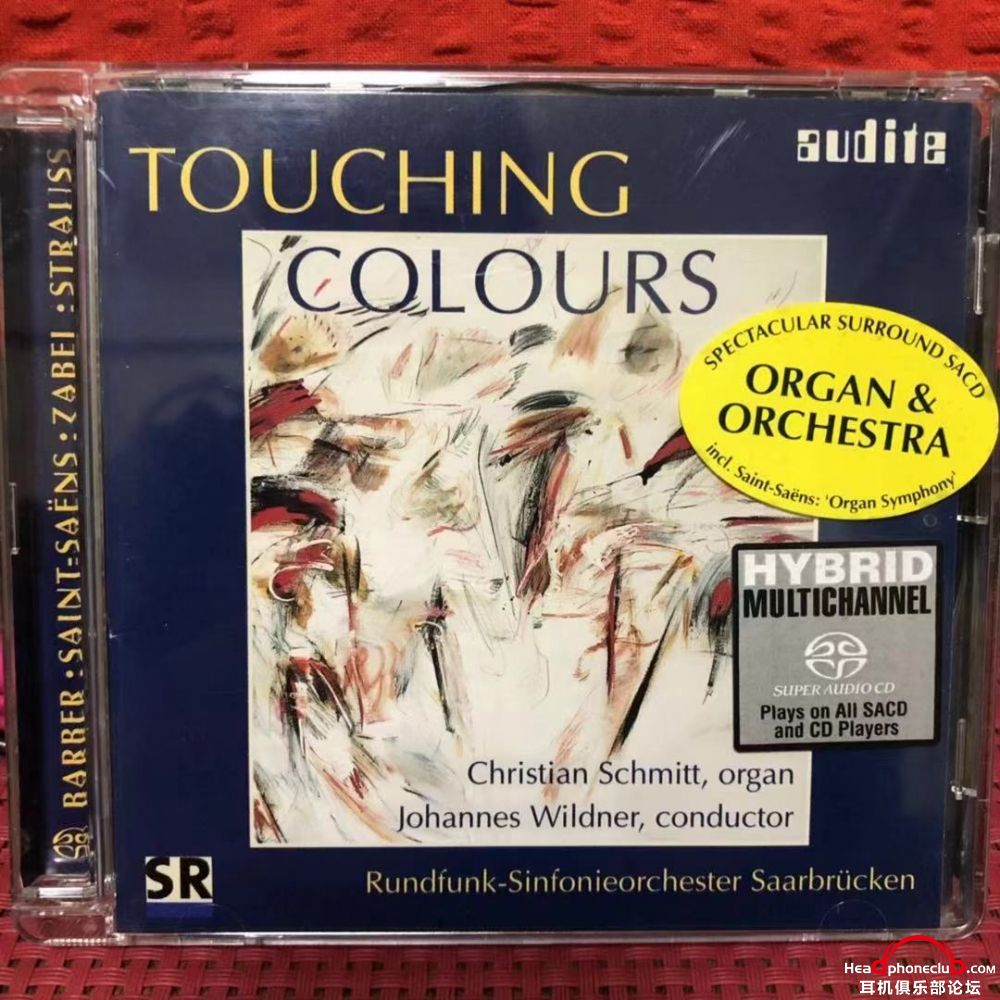 BARBER : SAINT-SAËNS : ZABEL : STRAUSS
audite
TOUCHING
COLOURS
SPECTACULAR SURROUND SACD
ORGAN &
ORCHESTRA
incl. Saint-Saëns: 'Organ Symphony'
HYBRID
MULTICHANNEL
SUPER AUDIO CD
Plays on All SACD
and CD Players
Christian Schmitt, organ
Johannes Wildner, conductor
SR
Rundfunk-Sinfonieorchester Saarbrücken
Headphoneclub.com
耳机俱乐部论坛